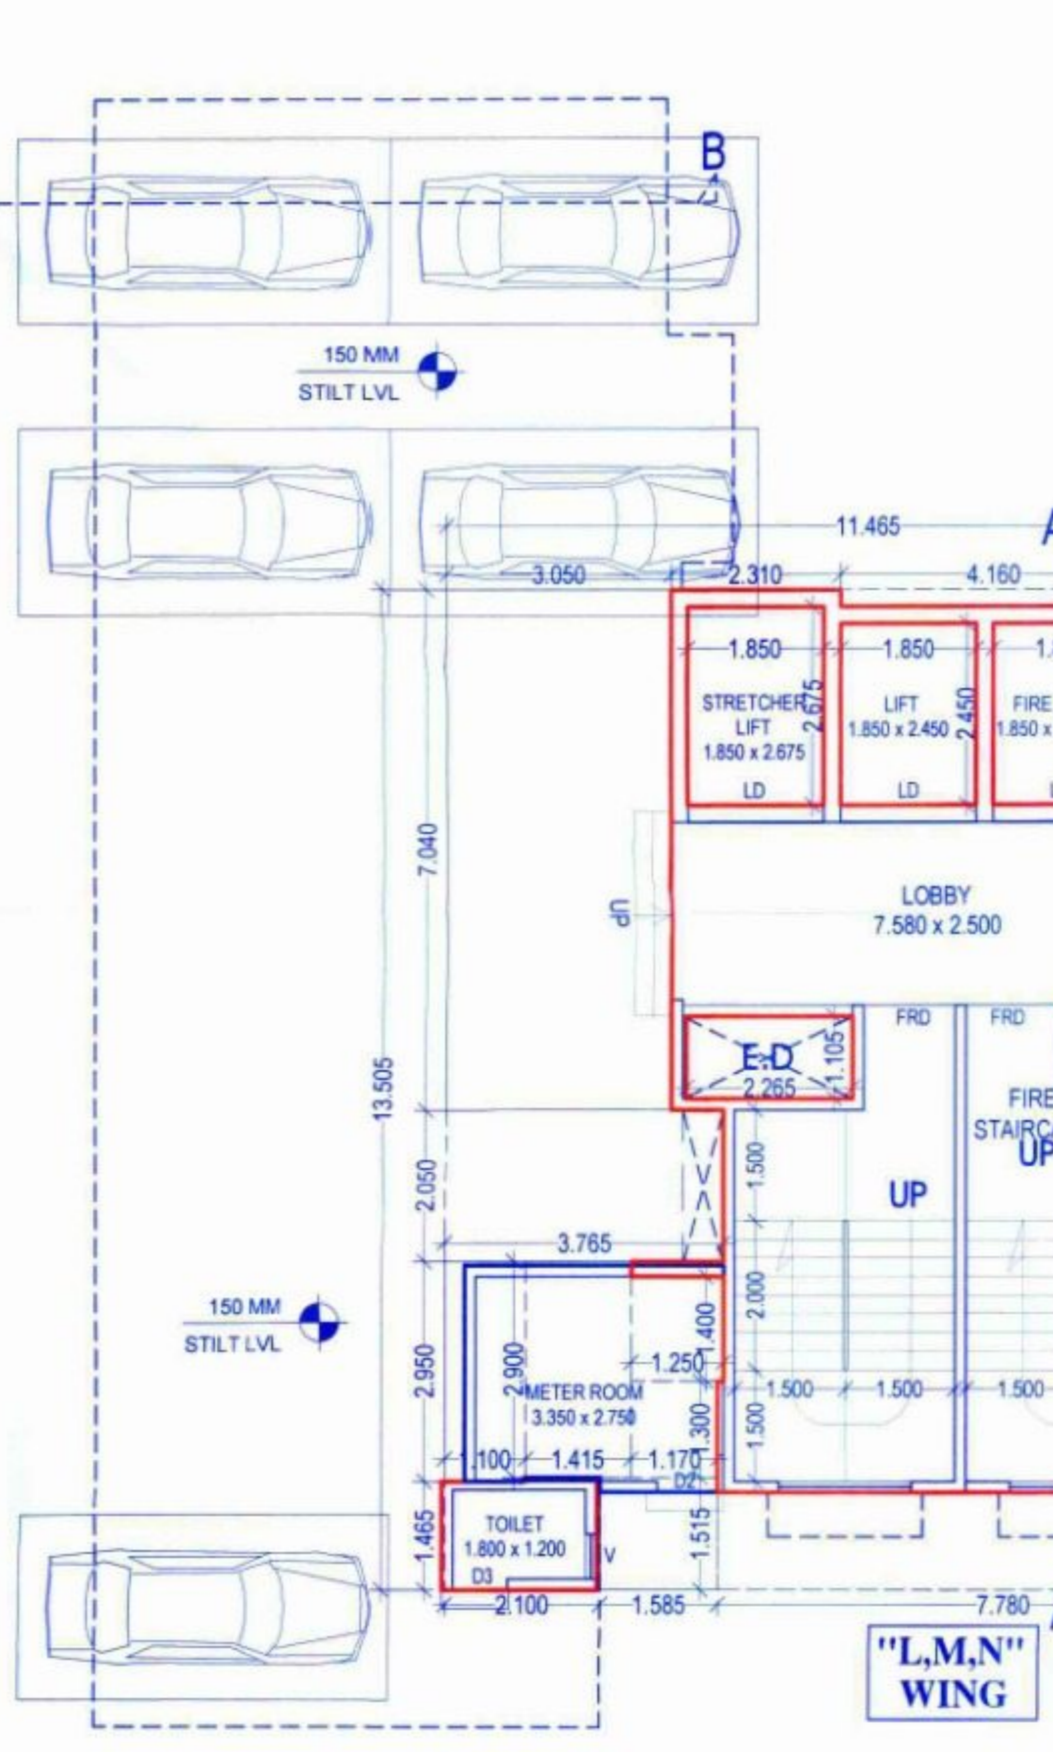 B
150 MM
STILT LVL
11.465
3.050
2.310
4.160
1.850
1.850
STRETCHER
LIFT
1.850 x 2.675
2.675
LIFT
1.850 x 2.450
2.450
FIRE
1.850 x
LD
LD
7.040
UP
LOBBY
7.580 x 2.500
FRD
FRD
E.D
2.265
1.105
13.505
FIRE
UP
UP
2.050
1.500
3.765
150 MM
STILT LVL
2.000
1.400
2.950
2.900
1.250
METER ROOM
3.350 x 2.750
1.500
1.500
1.500
1.300
1.500
1.100
1.415
1.170
D2
1.465
TOILET
1.800 x 1.200
D3
V
1.515
2.100
1.585
7.780
"L,M,N"
WING